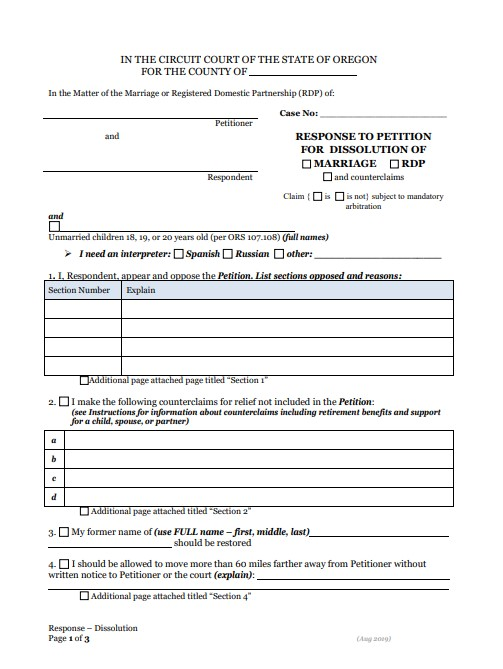 IN THE CIRCUIT COURT OF THE STATE OF OREGON
FOR THE COUNTY OF ____________________
In the Matter of the Marriage or Registered Domestic Partnership (RDP) of:
Petitioner
and
Respondent
Case No: ________________________
RESPONSE TO PETITION
FOR DISSOLUTION OF
☐ MARRIAGE ☐ RDP
☐ and counterclaims
Claim { ☐ is ☐ is not} subject to mandatory
arbitration
and
☐
Unmarried children 18, 19, or 20 years old (per ORS 107.108) (full names)
➢ I need an interpreter: ☐ Spanish ☐ Russian ☐ other: ________________________
1. I, Respondent, appear and oppose the Petition. List sections opposed and reasons:
Section Number Explain
☐Additional page attached page titled “Section 1”
2. ☐ I make the following counterclaims for relief not included in the Petition:
(see Instructions for information about counterclaims including retirement benefits and support
for a child, spouse, or partner)
a
b
c
d
☐ Additional page attached titled “Section 2”
3. ☐ My former name of (use FULL name – first, middle, last)________________________
________________________ should be restored
4. ☐ I should be allowed to move more than 60 miles farther away from Petitioner without
written notice to Petitioner or the court (explain): ________________________
☐ Additional page attached titled “Section 4”
Response – Dissolution
Page 1 of 3
(Aug 2019)